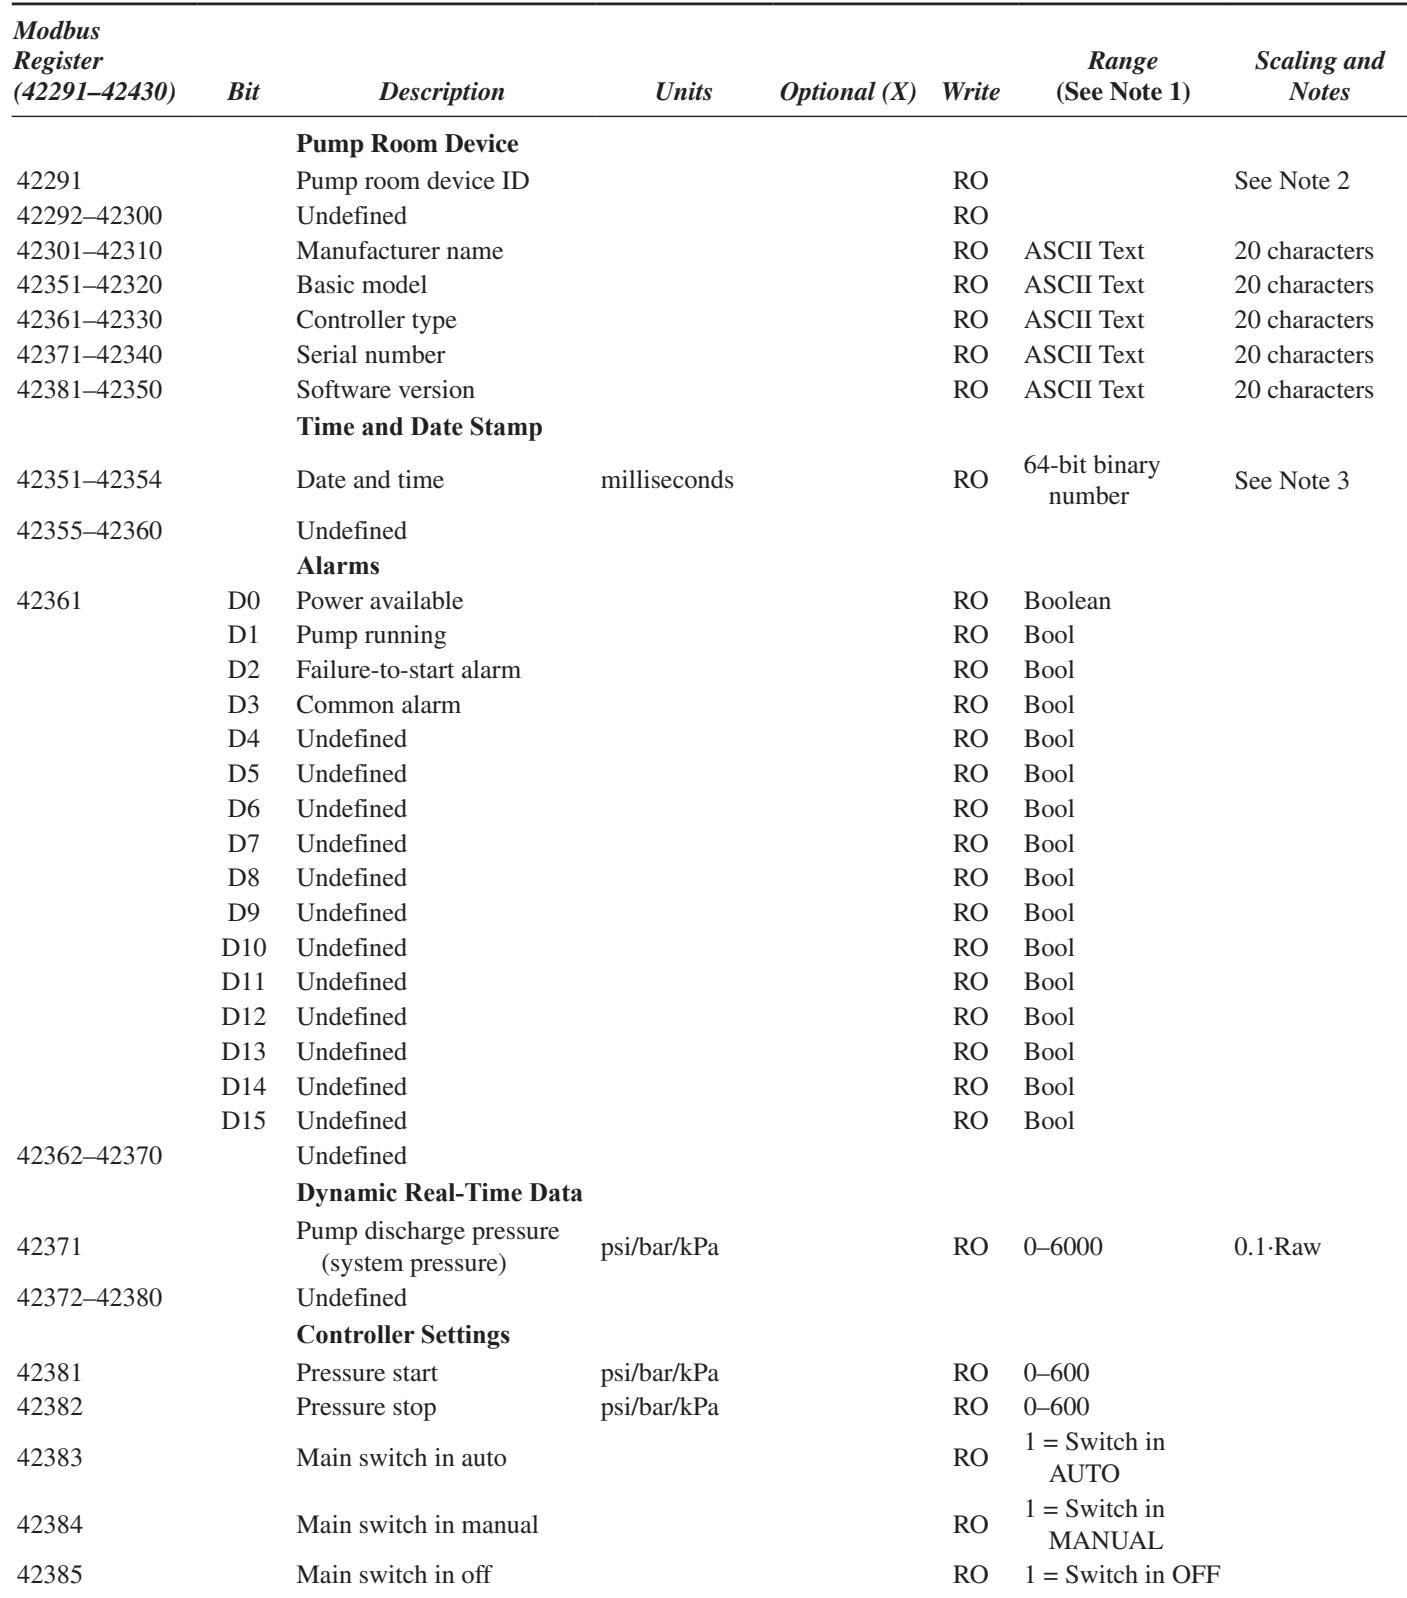 Modbus
Register
(42291–42430) Bit Description Units Optional (X) Write Range (See Note 1) Scaling and Notes
Pump Room Device
42291 Pump room device ID RO See Note 2
42292–42300 Undefined RO
42301–42310 Manufacturer name RO ASCII Text 20 characters
42351–42320 Basic model RO ASCII Text 20 characters
42361–42330 Controller type RO ASCII Text 20 characters
42371–42340 Serial number RO ASCII Text 20 characters
42381–42350 Software version RO ASCII Text 20 characters
Time and Date Stamp
42351–42354 Date and time milliseconds RO 64-bit binary number See Note 3
42355–42360 Undefined
Alarms
42361 D0 Power available RO Boolean
D1 Pump running RO Bool
D2 Failure-to-start alarm RO Bool
D3 Common alarm RO Bool
D4 Undefined RO Bool
D5 Undefined RO Bool
D6 Undefined RO Bool
D7 Undefined RO Bool
D8 Undefined RO Bool
D9 Undefined RO Bool
D10 Undefined RO Bool
D11 Undefined RO Bool
D12 Undefined RO Bool
D13 Undefined RO Bool
D14 Undefined RO Bool
D15 Undefined RO Bool
42362–42370 Undefined
Dynamic Real-Time Data
42371 Pump discharge pressure (system pressure) psi/bar/kPa RO 0–6000 0.1·Raw
42372–42380 Undefined
Controller Settings
42381 Pressure start psi/bar/kPa RO 0–600
42382 Pressure stop psi/bar/kPa RO 0–600
42383 Main switch in auto RO 1 = Switch in AUTO
42384 Main switch in manual RO 1 = Switch in MANUAL
42385 Main switch in off RO 1 = Switch in OFF